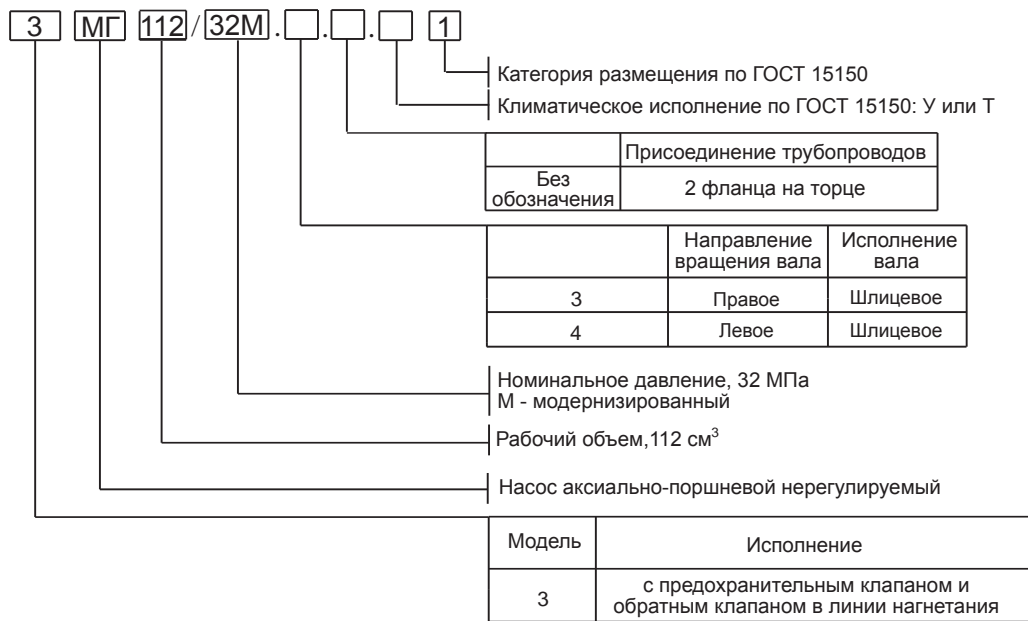 3 МГ 112/32М. . . 1
Категория размещения по ГОСТ 15150
Климатическое исполнение по ГОСТ 15150: У или Т
Присоединение трубопроводов
Без
обозначения
2 фланца на торце
Направление
вращения вала
Исполнение
вала
3 Правое Шлицевое
4 Левое Шлицевое
Номинальное давление, 32 МПа
М - модернизированный
Рабочий объем,112 см³
Насос аксиально-поршневой нерегулируемый
Модель Исполнение
3
с предохранительным клапаном и
обратным клапаном в линии нагнетания